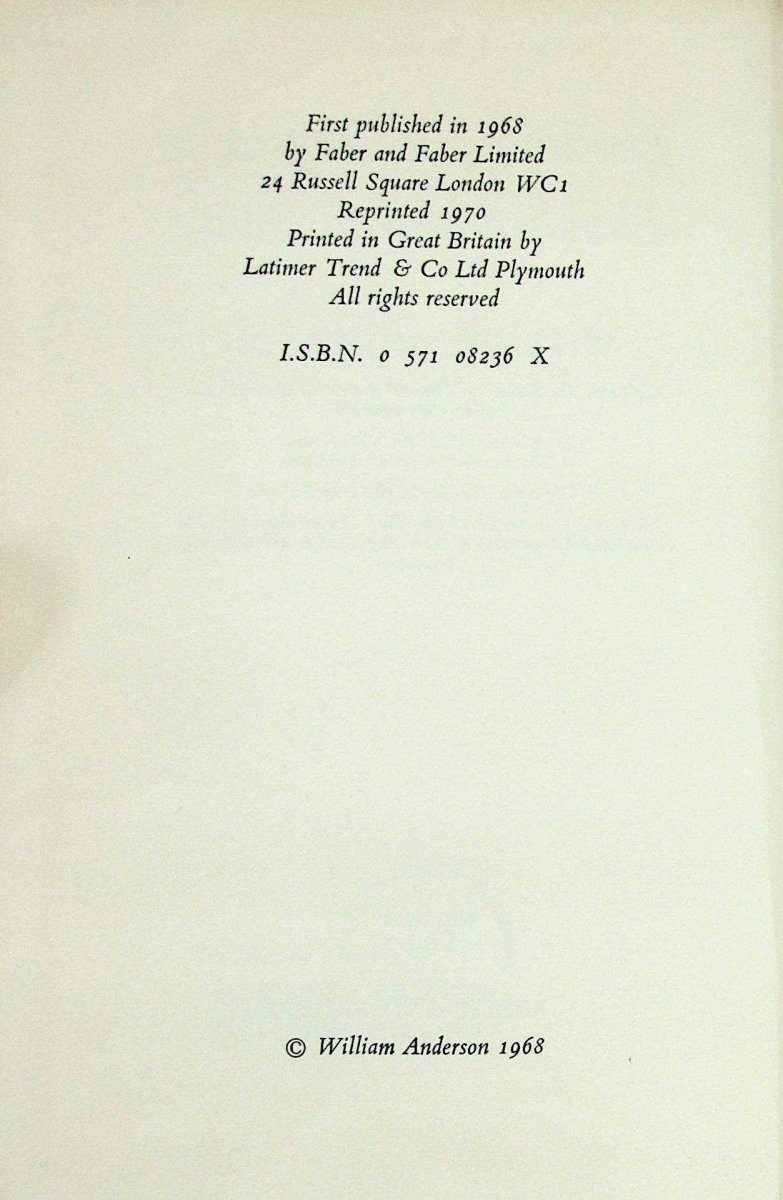 First published in 1968
by Faber and Faber Limited
24 Russell Square London WC1
Reprinted 1970
Printed in Great Britain by
Latimer Trend & Co Ltd Plymouth
All rights reserved
I.S.B.N. 0 571 08236 X
© William Anderson 1968